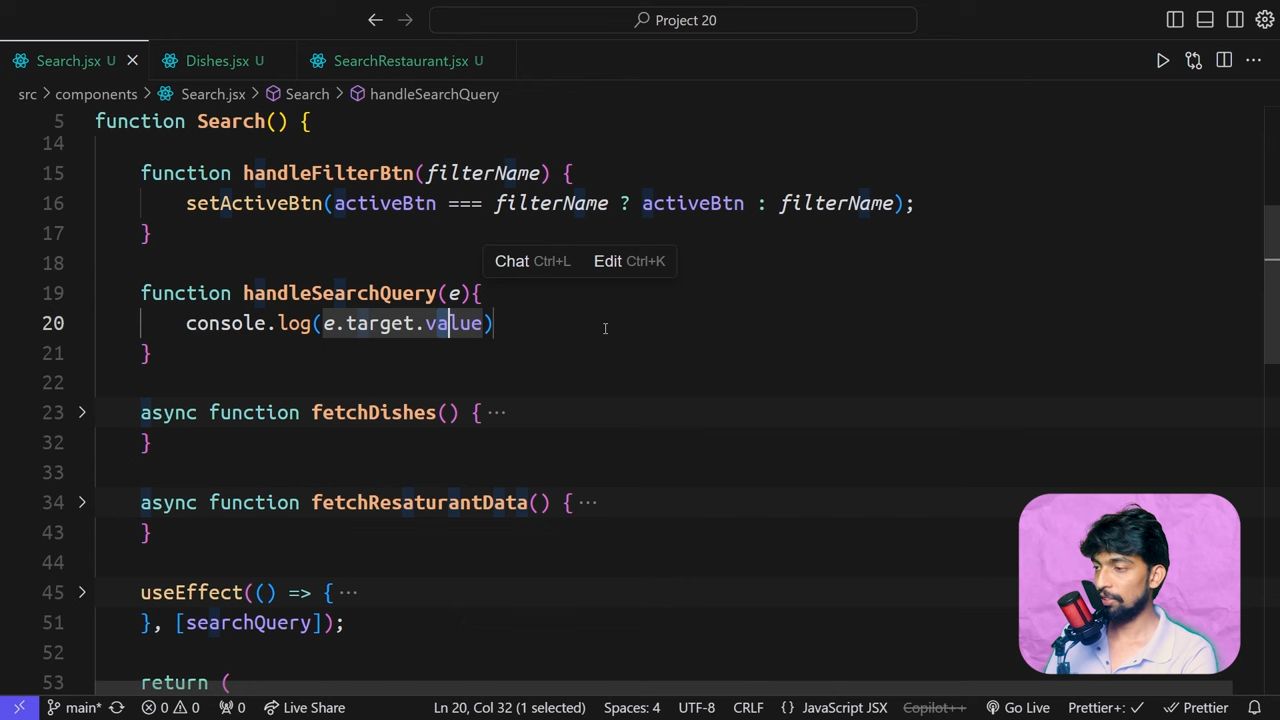 Project 20
Search.jsx U
Dishes.jsx U
SearchRestaurant.jsx U
src > components > Search.jsx > Search > handleSearchQuery
5 function Search() {
14
15 function handleFilterBtn(filterName) {
16 setActiveBtn(activeBtn === filterName ? activeBtn : filterName);
17 }
18
Chat Ctrl+L Edit Ctrl+K
19 function handleSearchQuery(e){
20 console.log(e.target.value)
21 }
22
23 async function fetchDishes() { ...
32 }
33
34 async function fetchResaturantData() { ...
43 }
44
45 useEffect(() => { ...
51 }, [searchQuery]);
52
53 return (
main* 0 0 0 Live Share Ln 20, Col 32 (1 selected) Spaces: 4 UTF-8 CRLF {} JavaScript JSX Copilot++ Go Live Prettier+: ✓ Prettier